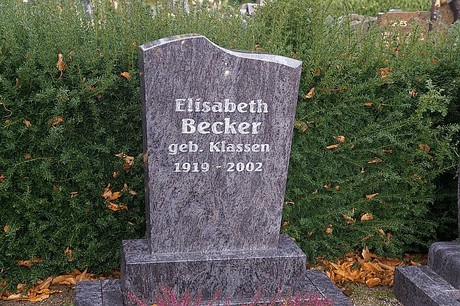 Elisabeth
Becker
geb. Klassen
1919 - 2002